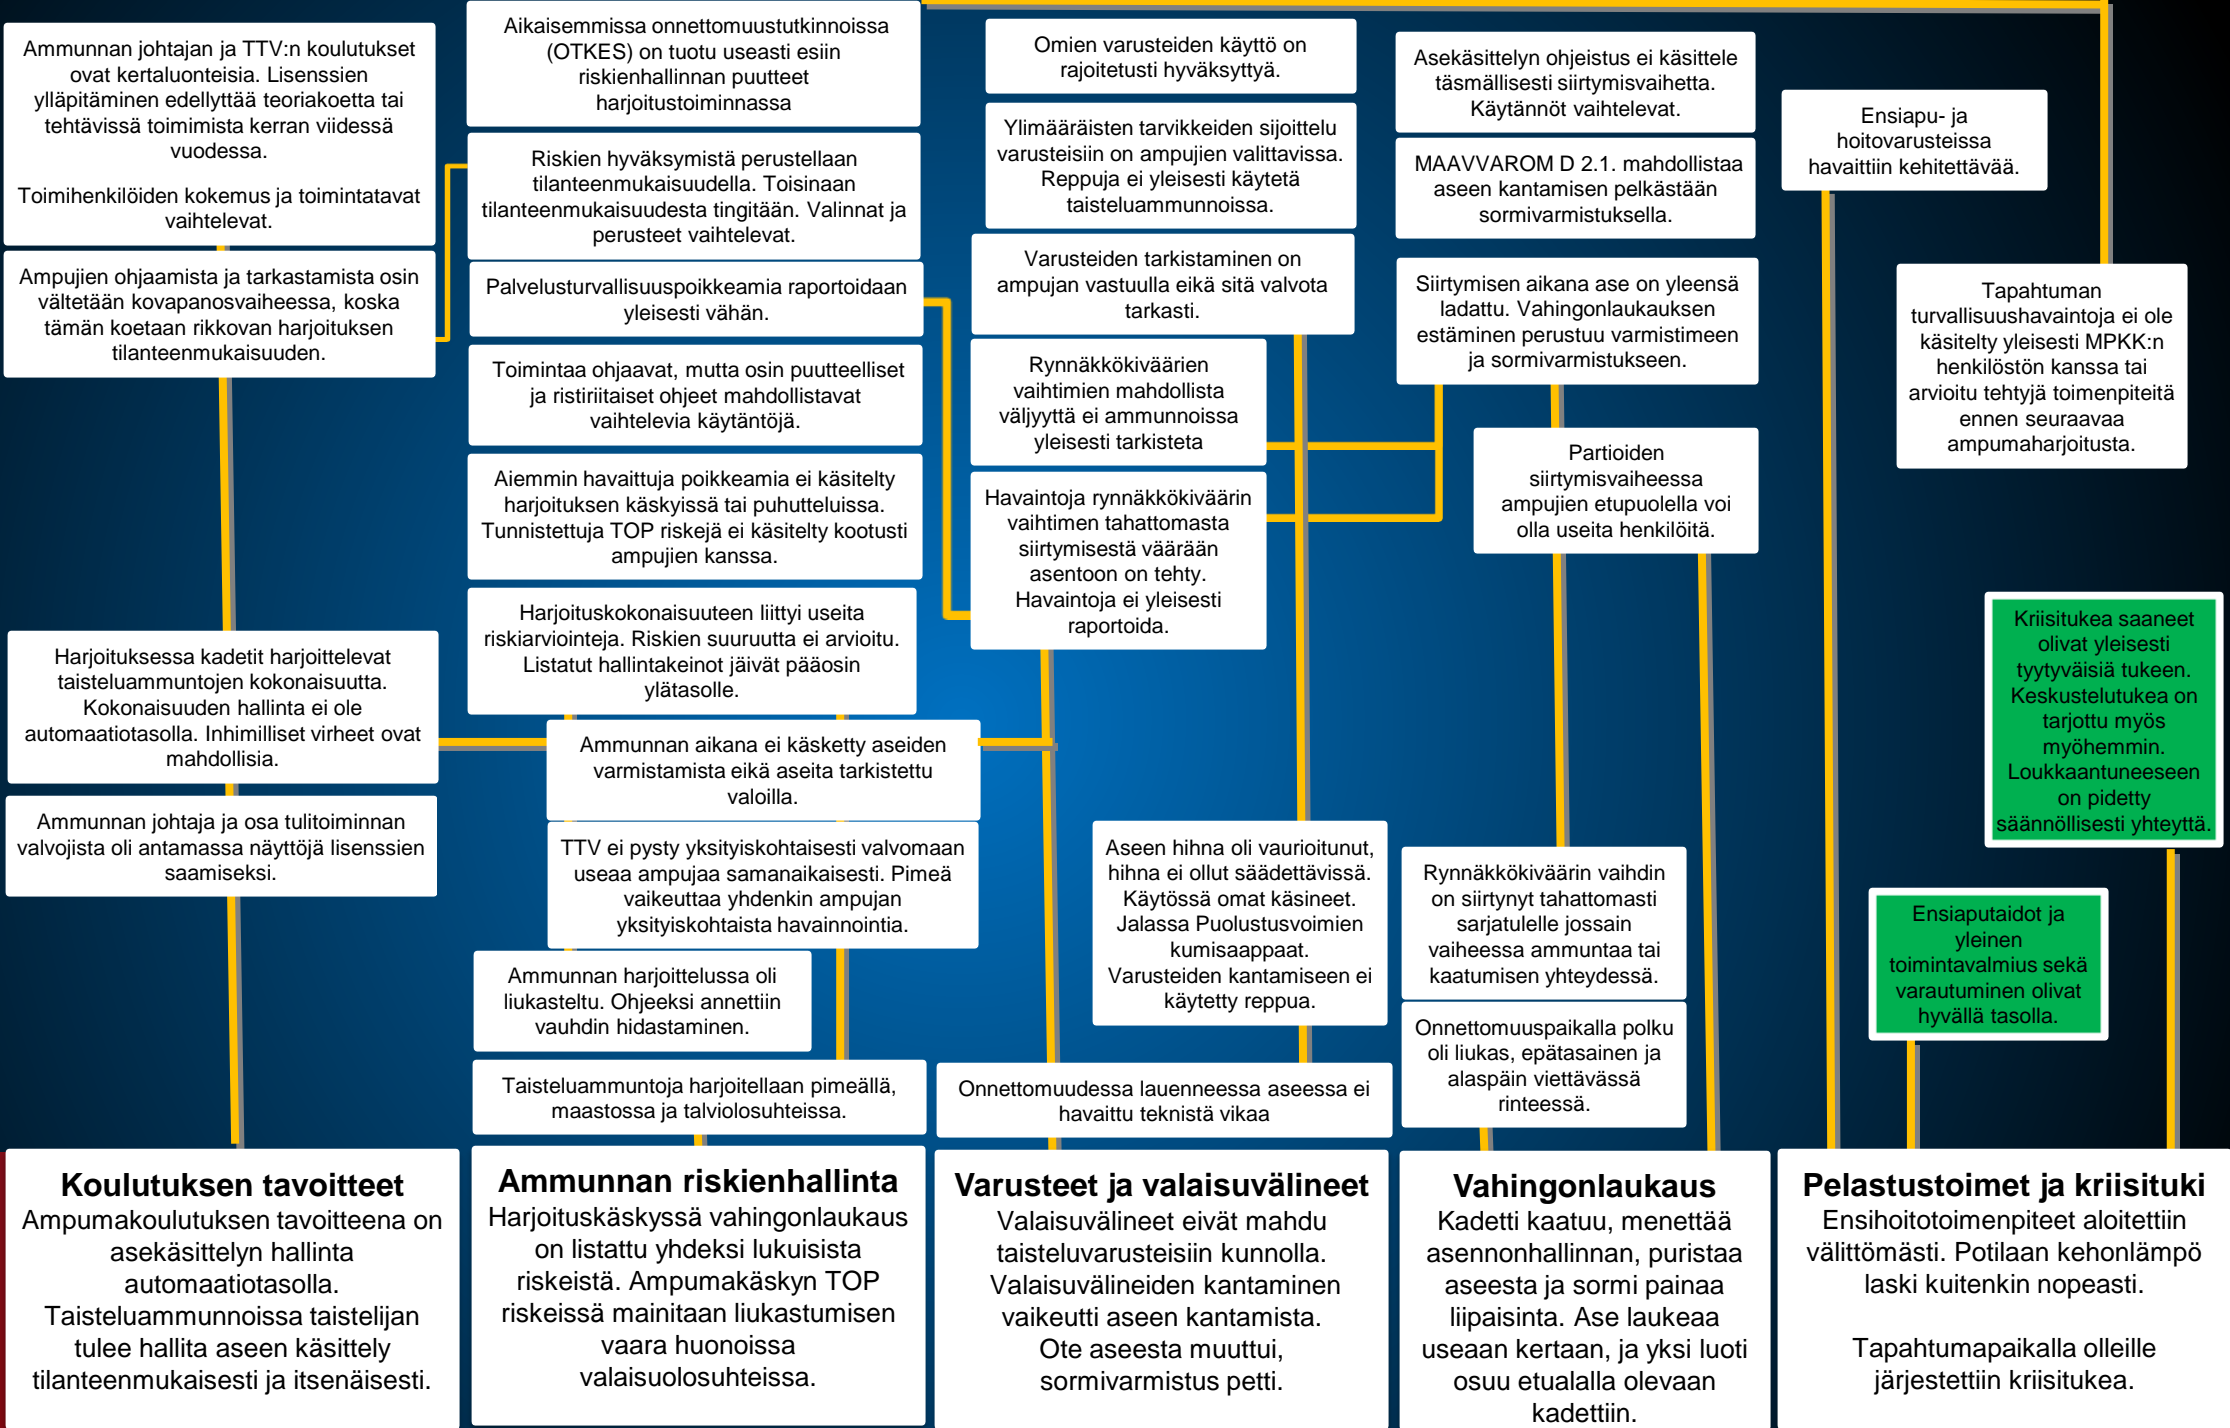 Ammunnan johtajan ja TTV:n koulutukset
ovat kertaluonteisia. Lisenssien
ylläpitäminen edellyttää teoriakoetta tai
tehtävissä toimimista kerran viidessä
vuodessa.
Toimihenkilöiden kokemus ja toimintatavat
vaihtelevat.
Ampujien ohjaamista ja tarkastamista osin
vältetään kovapanosvaiheessa, koska
tämän koetaan rikkovan harjoituksen
tilanteenmukaisuuden.
Harjoituksessa kadetit harjoittelevat
taisteluammuntojen kokonaisuutta.
Kokonaisuuden hallinta ei ole
automaatiotasolla. Inhimilliset virheet ovat
mahdollisia.
Ammunnan johtaja ja osa tulitoiminnan
valvojista oli antamassa näyttöjä lisenssien
saamiseksi.
Koulutuksen tavoitteet
Ampumakoulutuksen tavoitteena on
asekäsittelyn hallinta
automaatiotasolla.
Taisteluammunnoissa taistelijan
tulee hallita aseen käsittely
tilanteenmukaisesti ja itsenäisesti.
Aikaisemmissa onnettomuustutkinnoissa
(OTKES) on tuotu useasti esiin
riskienhallinnan puutteet
harjoitustoiminnassa
Riskien hyväksymistä perustellaan
tilanteenmukaisuudella. Toisinaan
tilanteenmukaisuudesta tingitään. Valinnat ja
perusteet vaihtelevat.
Palvelusturvallisuuspoikkeamia raportoidaan
yleisesti vähän.
Toimintaa ohjaavat, mutta osin puutteelliset
ja ristiriitaiset ohjeet mahdollistavat
vaihtelevia käytäntöjä.
Aiemmin havaittuja poikkeamia ei käsitelty
harjoituksen käskyissä tai puhutteluissa.
Tunnistettuja TOP riskejä ei käsitelty kootusti
ampujien kanssa.
Harjoituskokonaisuuteen liittyi useita
riskiarviointeja. Riskien suuruutta ei arvioitu.
Listatut hallintakeinot jäivät pääosin
ylätasolle.
Ammunnan aikana ei käsketty aseiden
varmistamista eikä aseita tarkistettu
valoilla.
TTV ei pysty yksityiskohtaisesti valvomaan
useaa ampujaa samanaikaisesti. Pimeä
vaikeuttaa yhdenkin ampujan
yksityiskohtaista havainnointia.
Ammunnan harjoittelussa oli
liukasteltu. Ohjeeksi annettiin
vauhdin hidastaminen.
Taisteluammuntoja harjoitellaan pimeällä,
maastossa ja talviolosuhteissa.
Ammunnan riskienhallinta
Harjoituskäskyssä vahingonlaukaus
on listattu yhdeksi lukuisista
riskeistä. Ampumakäskyn TOP
riskeissä mainitaan liukastumisen
vaara huonoissa
valaisuolosuhteissa.
Omien varusteiden käyttö on
rajoitetusti hyväksyttyä.
Ylimääräisten tarvikkeiden sijoittelu
varusteisiin on ampujien valittavissa.
Reppuja ei yleisesti käytetä
taisteluammunnoissa.
Varusteiden tarkistaminen on
ampujan vastuulla eikä sitä valvota
tarkasti.
Rynnäkkökiväärien
vaihtimien mahdollista
väljyyttä ei ammunnoissa
yleisesti tarkisteta
Havaintoja rynnäkkökiväärin
vaihtimen tahattomasta
siirtymisestä väärään
asentoon on tehty.
Havaintoja ei yleisesti
raportoida.
Aseen hihna oli vaurioitunut,
hihna ei ollut säädettävissä.
Käytössä omat käsineet.
Jalassa Puolustusvoimien
kumisaappaat.
Varusteiden kantamiseen ei
käytetty reppua.
Onnettomuudessa lauenneessa aseessa ei
havaittu teknistä vikaa
Varusteet ja valaisuvälineet
Valaisuvälineet eivät mahdu
taisteluvarusteisiin kunnolla.
Valaisuvälineiden kantaminen
vaikeutti aseen kantamista.
Ote aseesta muuttui,
sormivarmistus petti.
Asekäsittelyn ohjeistus ei käsittele
täsmällisesti siirtymisvaihetta.
Käytännöt vaihtelevat.
MAAVVAROM D 2.1. mahdollistaa
aseen kantamisen pelkästään
sormivarmistuksella.
Siirtymisen aikana ase on yleensä
ladattu. Vahingonlaukauksen
estäminen perustuu varmistimeen
ja sormivarmistukseen.
Partioiden
siirtymisvaiheessa
ampujien etupuolella voi
olla useita henkilöitä.
Rynnäkkökiväärin vaihdin
on siirtynyt tahattomasti
sarjatulelle jossain
vaiheessa ammuntaa tai
kaatumisen yhteydessä.
Onnettomuuspaikalla polku
oli liukas, epätasainen ja
alaspäin viettävässä
rinteessä.
Vahingonlaukaus
Kadetti kaatuu, menettää
asennonhallinnan, puristaa
aseesta ja sormi painaa
liipaisinta. Ase laukeaa
useaan kertaan, ja yksi luoti
osuu etualalla olevaan
kadettiin.
Ensiapu- ja
hoitovarusteissa
havaittiin kehitettävää.
Tapahtuman
turvallisuushavaintoja ei ole
käsitelty yleisesti MPKK:n
henkilöstön kanssa tai
arvioitu tehtyjä toimenpiteitä
ennen seuraavaa
ampumaharjoitusta.
Kriisitukea saaneet
olivat yleisesti
tyytyväisiä tukeen.
Keskustelutukea on
tarjottu myös
myöhemmin.
Loukkaantuneeseen
on pidetty
säännöllisesti yhteyttä.
Ensiaputaidot ja
yleinen
toimintavalmius sekä
varautuminen olivat
hyvällä tasolla.
Pelastustoimet ja kriisituki
Ensihoitotoimenpiteet aloitettiin
välittömästi. Potilaan kehonlämpö
laski kuitenkin nopeasti.
Tapahtumapaikalla olleille
järjestettiin kriisitukea.